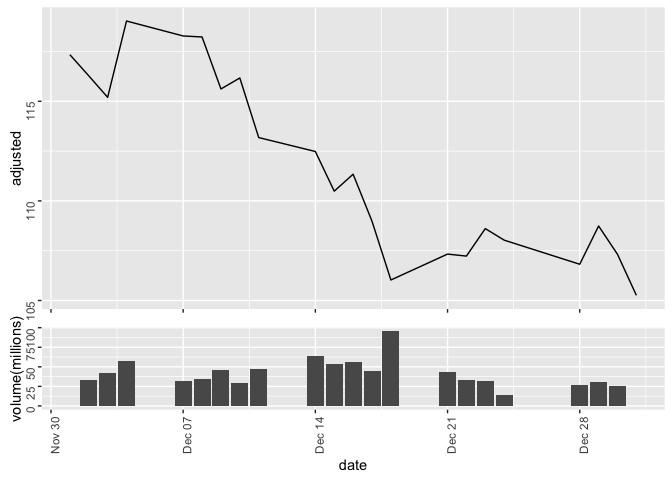 adjusted
115
110
105
volume(millions)
100
75
50
25
0
Nov 30
Dec 07
Dec 14
Dec 21
Dec 28
date